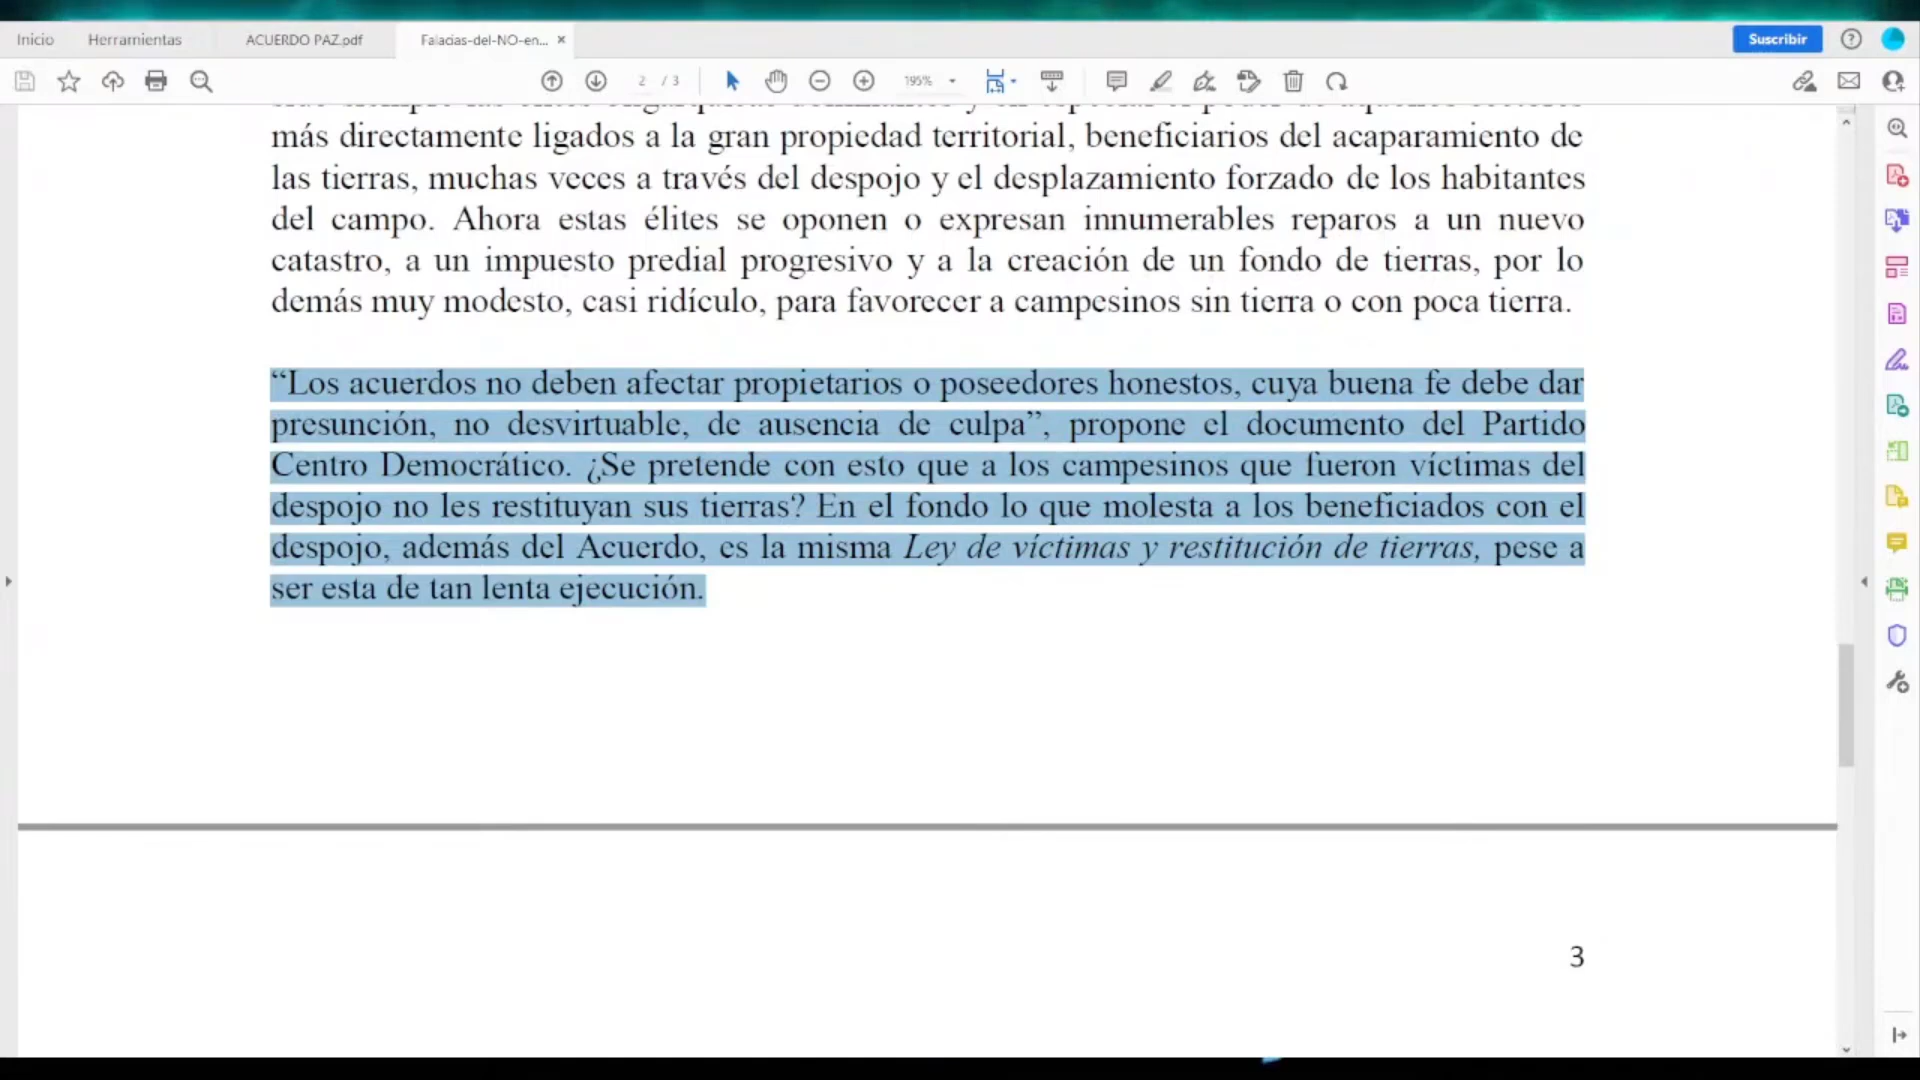 Inicio
Herramientas
ACUERDO PAZ.pdf
Falacias-del-NO-en...
Suscribir
2 / 3
195%
más directamente ligados a la gran propiedad territorial, beneficiarios del acaparamiento de
las tierras, muchas veces a través del despojo y el desplazamiento forzado de los habitantes
del campo. Ahora estas élites se oponen o expresan innumerables reparos a un nuevo
catastro, a un impuesto predial progresivo y a la creación de un fondo de tierras, por lo
demás muy modesto, casi ridículo, para favorecer a campesinos sin tierra o con poca tierra.
“Los acuerdos no deben afectar propietarios o poseedores honestos, cuya buena fe debe dar
presunción, no desvirtuable, de ausencia de culpa”, propone el documento del Partido
Centro Democrático. ¿Se pretende con esto que a los campesinos que fueron víctimas del
despojo no les restituyan sus tierras? En el fondo lo que molesta a los beneficiados con el
despojo, además del Acuerdo, es la misma Ley de víctimas y restitución de tierras, pese a
ser esta de tan lenta ejecución.
3